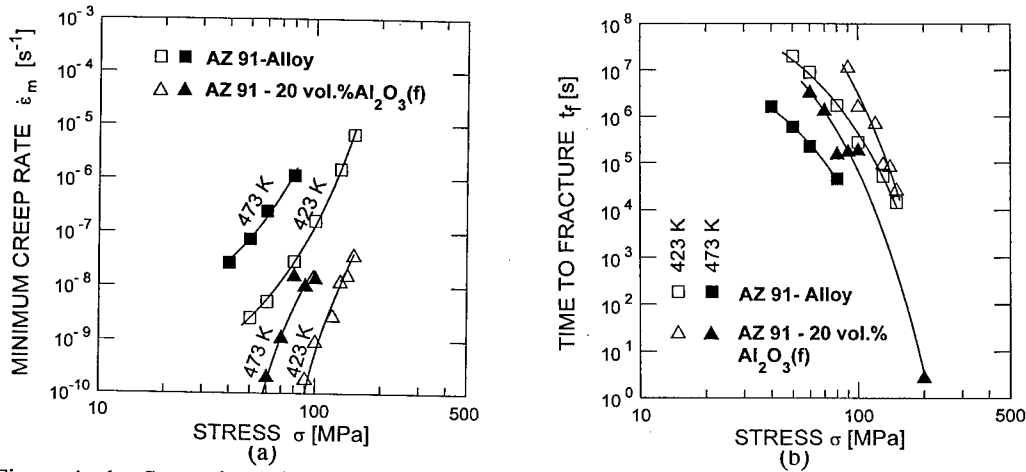 10⁻³
10⁻⁴
10⁻⁵
10⁻⁶
10⁻⁷
10⁻⁸
10⁻⁹
10⁻¹⁰
MINIMUM CREEP RATE ε̇ₘ [s⁻¹]
AZ 91-Alloy
AZ 91 - 20 vol.%Al₂O₃(f)
473 K
423 K
473 K
423 K
10
100
500
STRESS σ [MPa]
(a)
10⁸
10⁷
10⁶
10⁵
10⁴
10³
10²
10¹
10⁰
TIME TO FRACTURE t_f [s]
423 K
473 K
AZ 91- Alloy
AZ 91 - 20 vol.%
Al₂O₃(f)
10
100
500
STRESS σ [MPa]
(b)